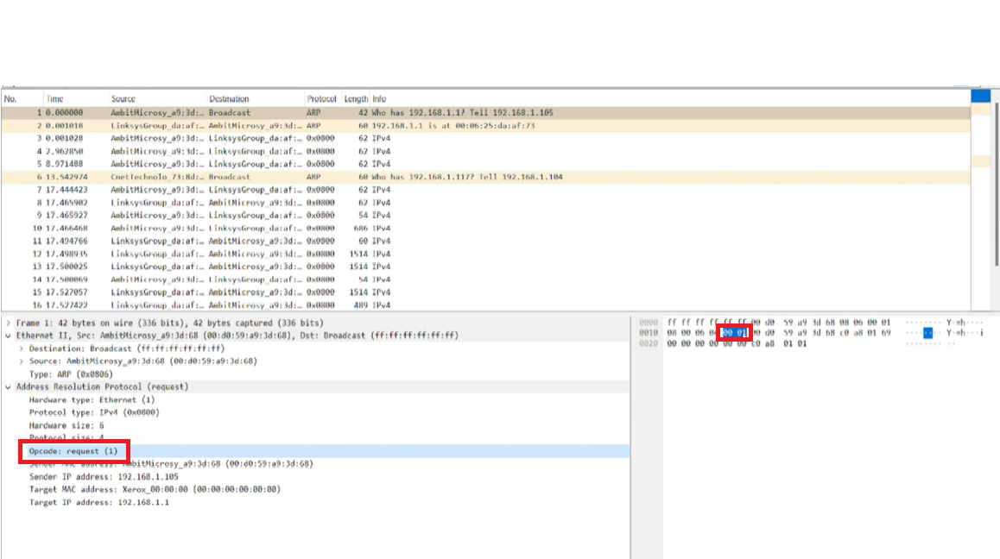 No. Time Source Destination Protocol Length Info
1 0.000000 AmbitMicrosy_a9:3d:… Broadcast ARP 42 Who has 192.168.1.1? Tell 192.168.1.105
2 0.001018 LinksysGroup_da:af:… AmbitMicrosy_a9:3d:… ARP 60 192.168.1.1 is at 00:06:25:da:af:73
3 0.001028 AmbitMicrosy_a9:3d:… LinksysGroup_da:af:… 0x0800 62 IPv4
4 2.962850 AmbitMicrosy_a9:3d:… LinksysGroup_da:af:… 0x0800 62 IPv4
5 8.971488 AmbitMicrosy_a9:3d:… LinksysGroup_da:af:… 0x0800 62 IPv4
6 13.542974 CnetTechnolo_73:8d:… Broadcast ARP 60 Who has 192.168.1.117? Tell 192.168.1.104
7 17.444423 AmbitMicrosy_a9:3d:… LinksysGroup_da:af:… 0x0800 62 IPv4
8 17.465902 LinksysGroup_da:af:… AmbitMicrosy_a9:3d:… 0x0800 62 IPv4
9 17.465927 AmbitMicrosy_a9:3d:… LinksysGroup_da:af:… 0x0800 54 IPv4
10 17.466468 AmbitMicrosy_a9:3d:… LinksysGroup_da:af:… 0x0800 686 IPv4
11 17.494766 LinksysGroup_da:af:… AmbitMicrosy_a9:3d:… 0x0800 60 IPv4
12 17.498935 LinksysGroup_da:af:… AmbitMicrosy_a9:3d:… 0x0800 1514 IPv4
13 17.500025 LinksysGroup_da:af:… AmbitMicrosy_a9:3d:… 0x0800 1514 IPv4
14 17.500069 AmbitMicrosy_a9:3d:… LinksysGroup_da:af:… 0x0800 54 IPv4
15 17.527057 LinksysGroup_da:af:… AmbitMicrosy_a9:3d:… 0x0800 1514 IPv4
16 17.527422 LinksysGroup_da:af:… AmbitMicrosy_a9:3d:… 0x0800 489 IPv4
Frame 1: 42 bytes on wire (336 bits), 42 bytes captured (336 bits)
Ethernet II, Src: AmbitMicrosy_a9:3d:68 (00:d0:59:a9:3d:68), Dst: Broadcast (ff:ff:ff:ff:ff:ff)
Destination: Broadcast (ff:ff:ff:ff:ff:ff)
Source: AmbitMicrosy_a9:3d:68 (00:d0:59:a9:3d:68)
Type: ARP (0x0806)
Address Resolution Protocol (request)
Hardware type: Ethernet (1)
Protocol type: IPv4 (0x0800)
Hardware size: 6
Protocol size: 4
Opcode: request (1)
Sender MAC address: AmbitMicrosy_a9:3d:68 (00:d0:59:a9:3d:68)
Sender IP address: 192.168.1.105
Target MAC address: Xerox_00:00:00 (00:00:00:00:00:00)
Target IP address: 192.168.1.1
0000 ff ff ff ff ff ff 00 d0 59 a9 3d 68 08 06 00 01 ········ Y·=h····
0010 08 00 06 04 00 01 00 d0 59 a9 3d 68 c0 a8 01 69 ········ Y·=h···i
0020 00 00 00 00 00 00 c0 a8 01 01 ········ ··